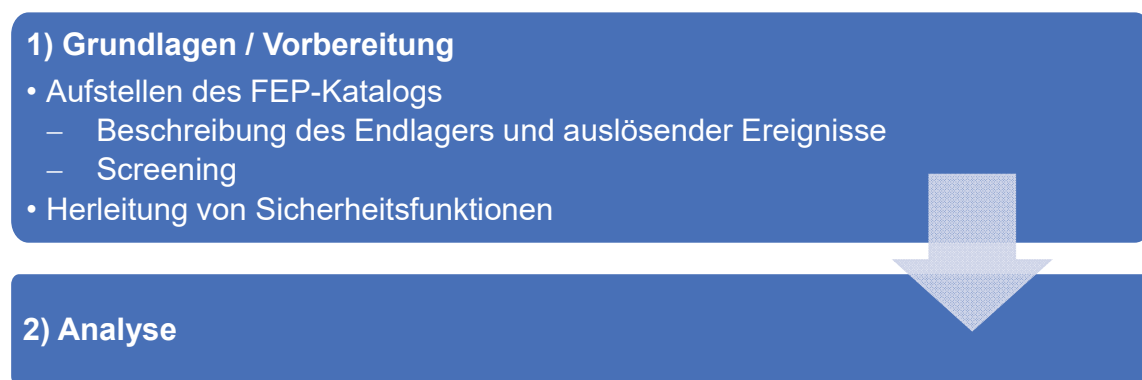 1) Grundlagen / Vorbereitung
• Aufstellen des FEP-Katalogs
– Beschreibung des Endlagers und auslösender Ereignisse
– Screening
• Herleitung von Sicherheitsfunktionen
2) Analyse